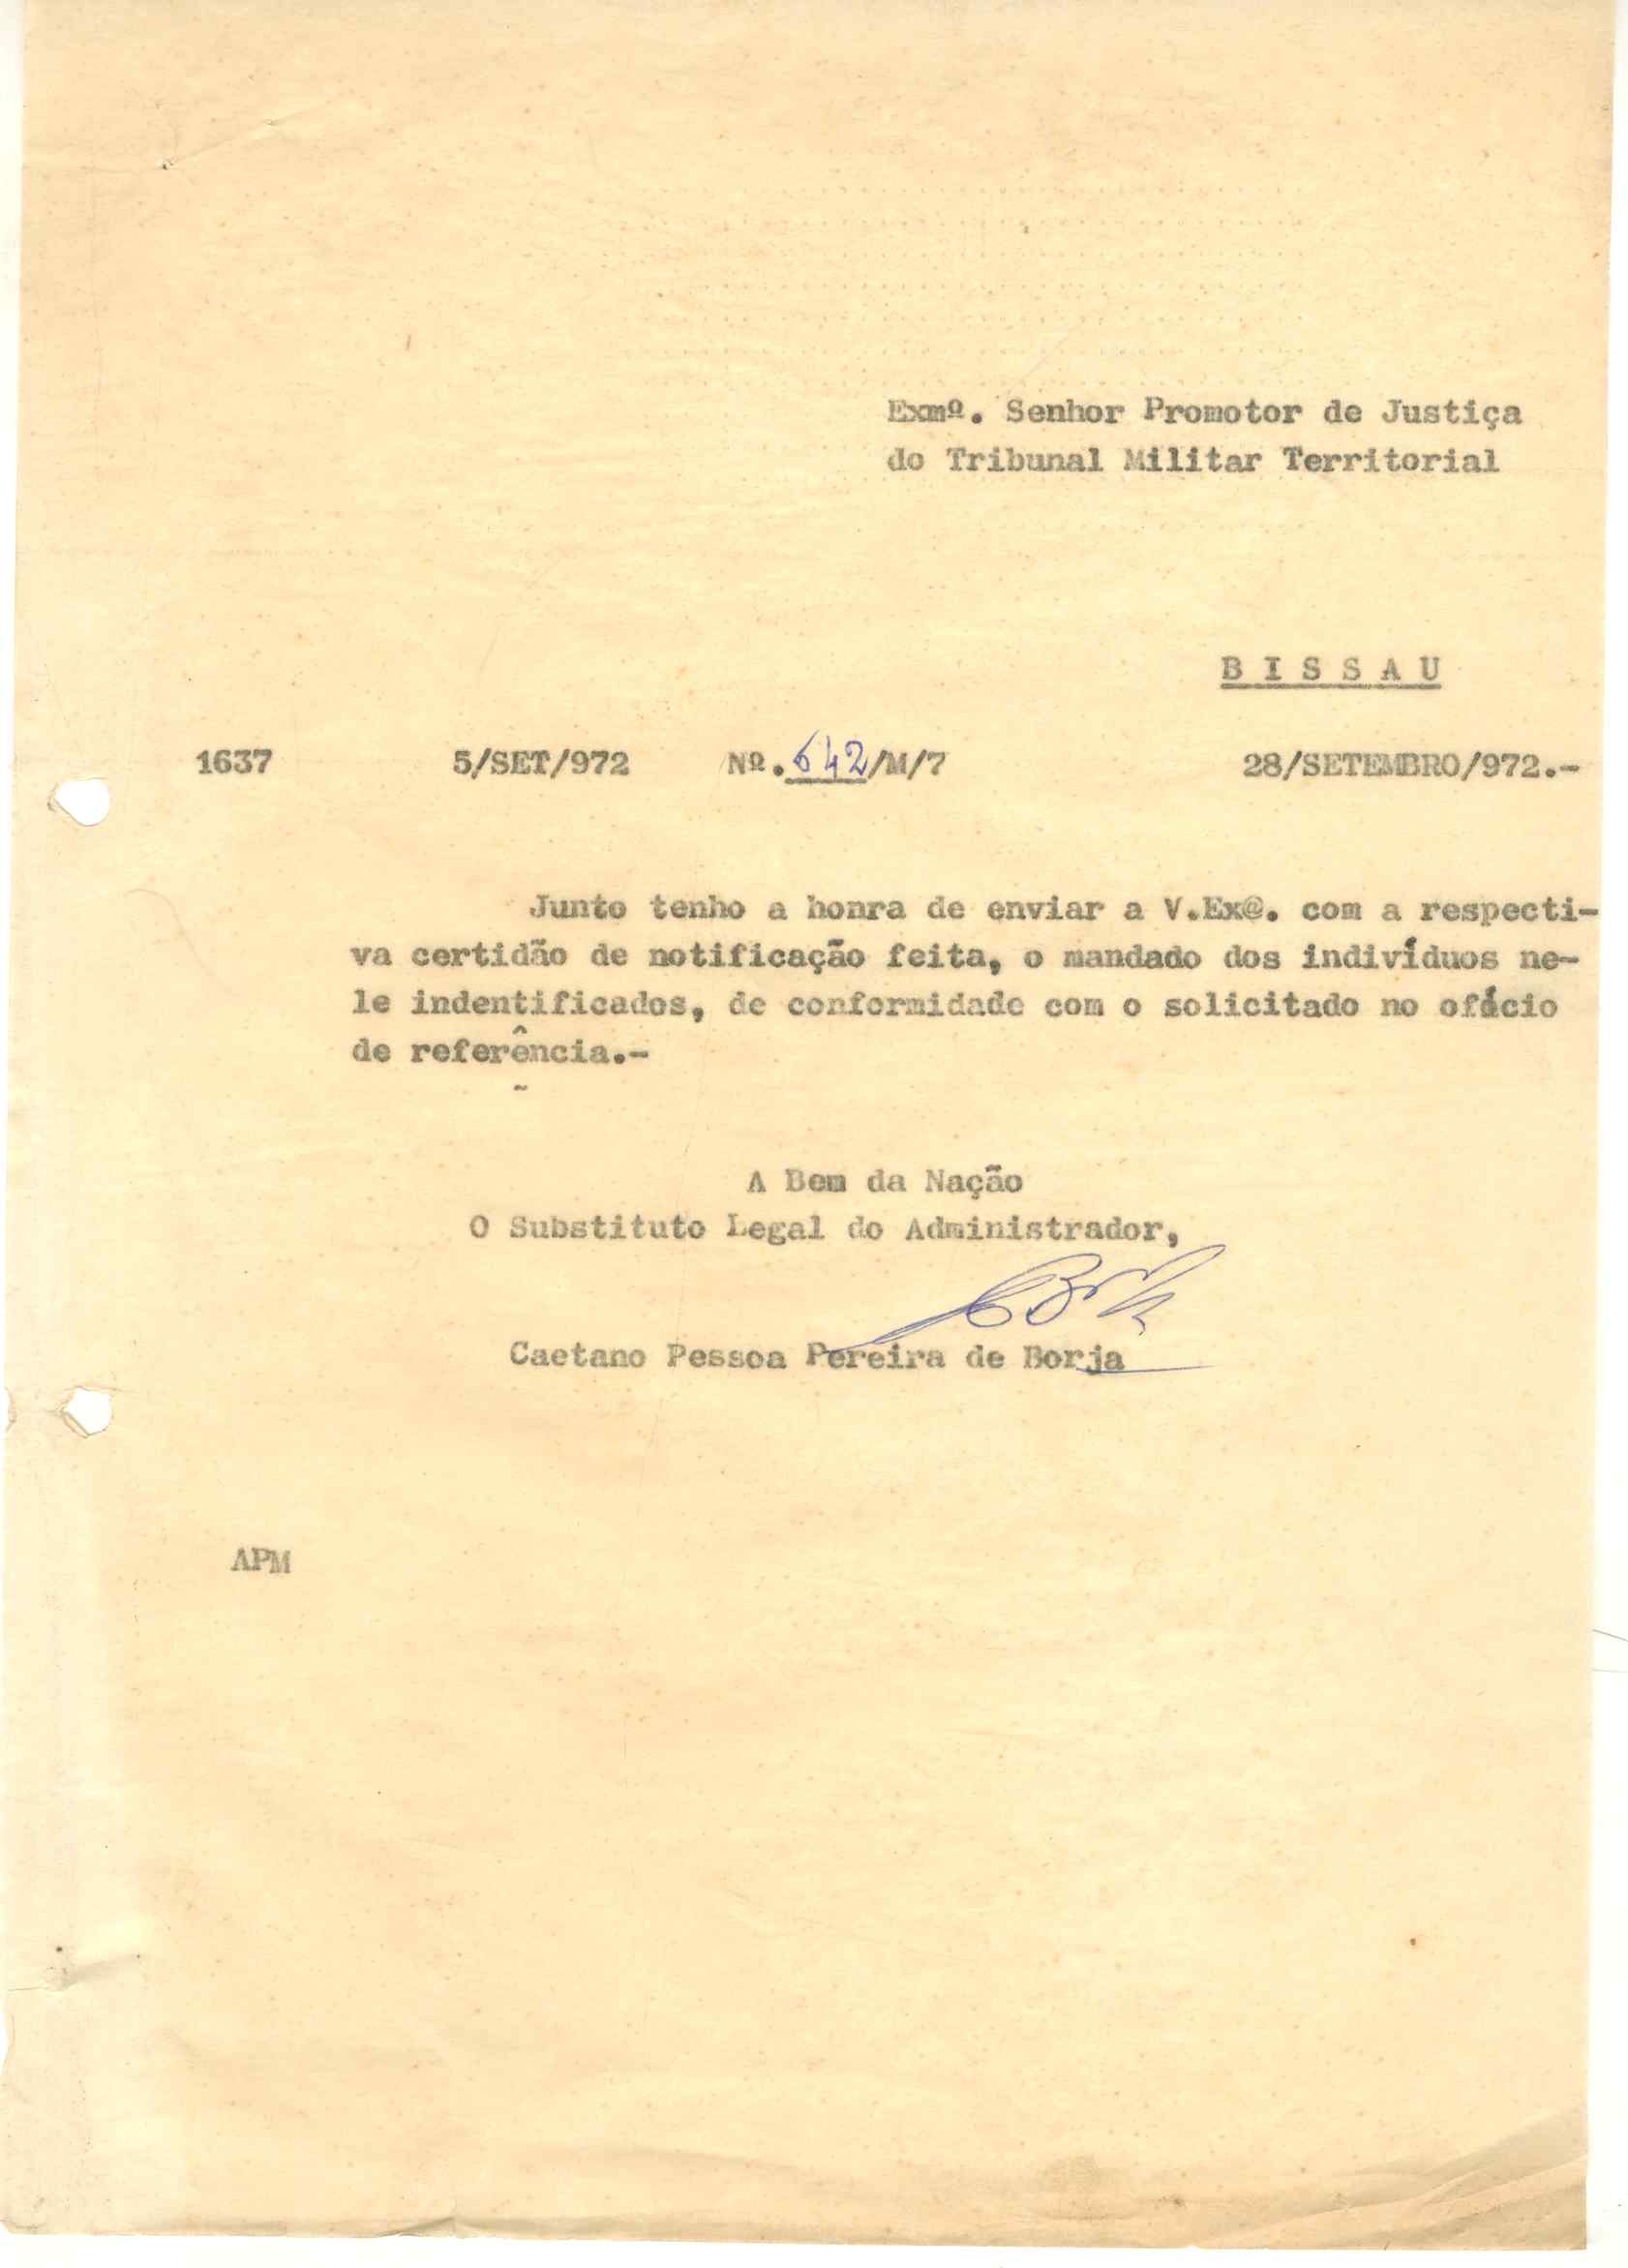 Exmº. Senhor Promotor de Justiça
do Tribunal Militar Territorial
B I S S A U
1637 5/SET/972 Nº. 642/M/7 28/SETEMBRO/972.-
Junto tenho a honra de enviar a V.Ex@. com a respecti-
va certidão de notificação feita, o mandado dos indivíduos ne-
le indentificados, de conformidade com o solicitado no ofício
de referência.-
A Bem da Nação
O Substituto Legal do Administrador,
Caetano Pessoa Pereira de Borja
APM